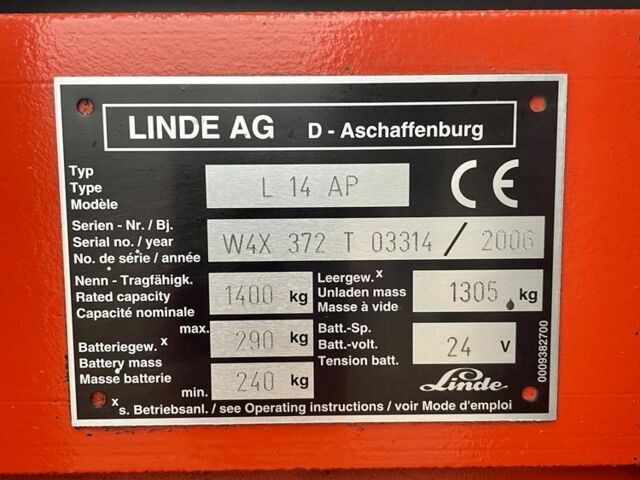 LINDE AG D - Aschaffenburg
Typ
Type
Modèle
L 14 AP
CE
Serien - Nr. / Bj.
Serial no. / year
No. de série / année
W4X 372 T 03314 / 2006
Nenn - Tragfähigk.
Rated capacity
Capacité nominale
1400 kg
Leergew. x
Unladen mass
Masse à vide
1305 kg
Batteriegew. x
Battery mass
Masse batterie
max. 290 kg
min. 240 kg
Batt.-Sp.
Batt.-volt.
Tension batt.
24 V
Linde
0009382700
x s. Betriebsanl. / see Operating instructions / voir Mode d'emploi